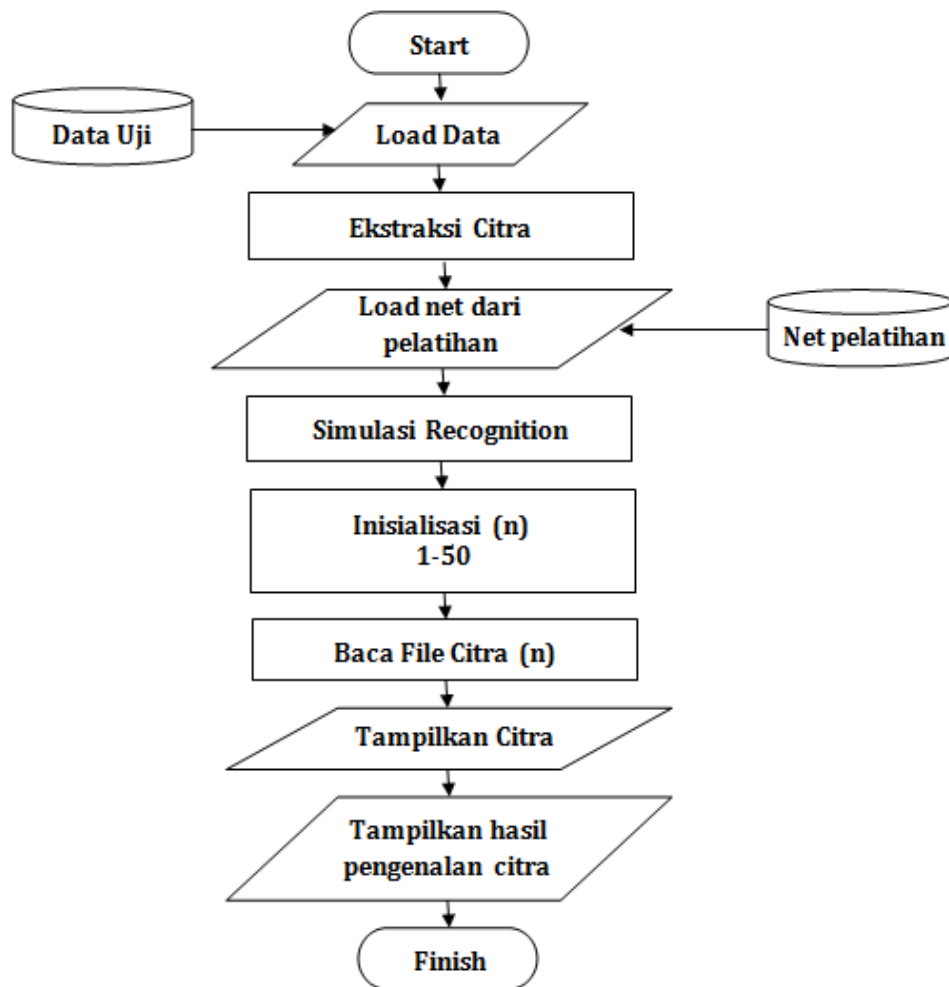 Start
Data Uji
Load Data
Ekstraksi Citra
Load net dari
pelatihan
Net pelatihan
Simulasi Recognition
Inisialisasi (n)
1-50
Baca File Citra (n)
Tampilkan Citra
Tampilkan hasil
pengenalan citra
Finish